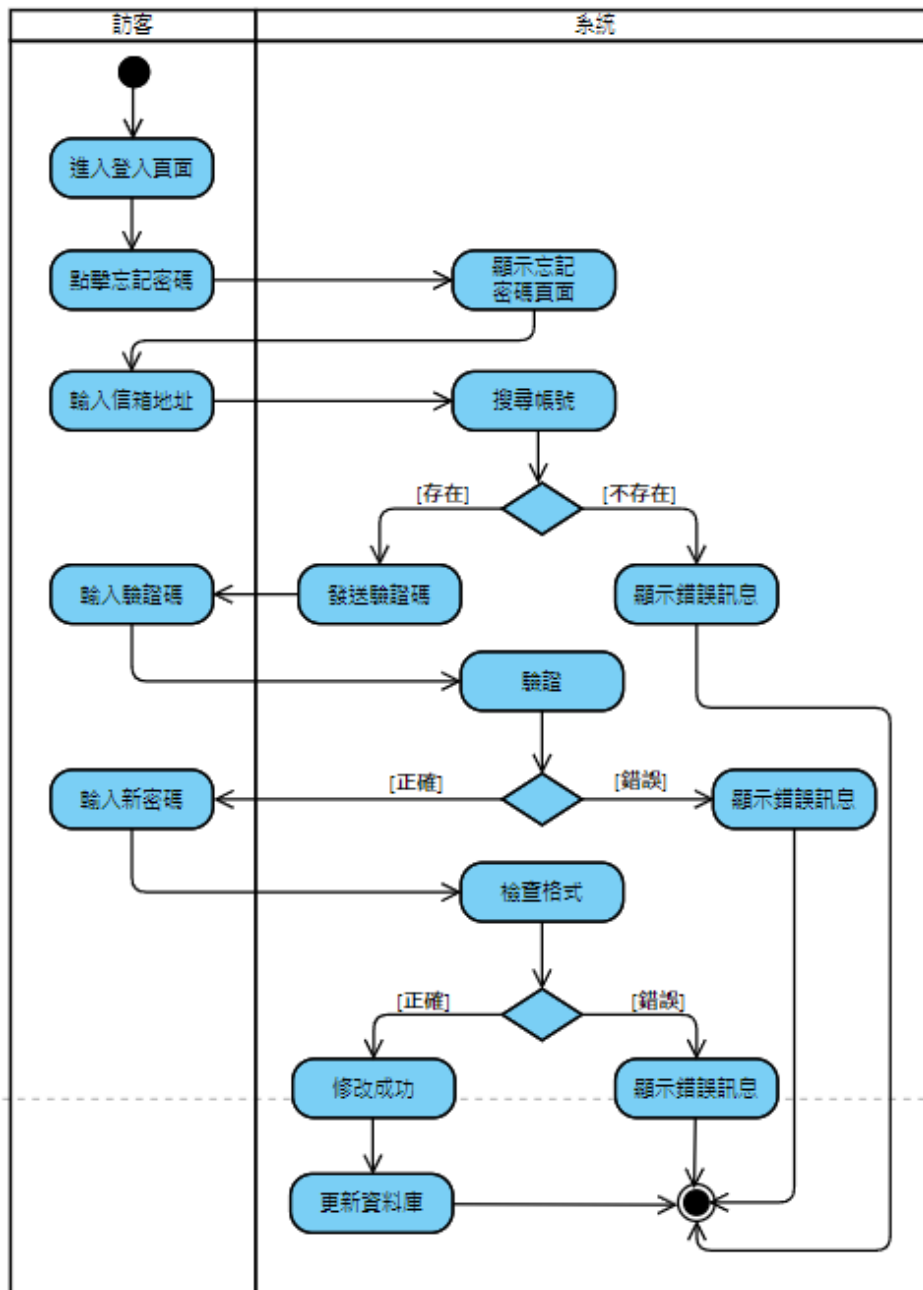 訪客
系統
進入登入頁面
點擊忘記密碼
顯示忘記
密碼頁面
輸入信箱地址
搜尋帳號
[存在]
[不存在]
輸入驗證碼
發送驗證碼
顯示錯誤訊息
驗證
[正確]
[錯誤]
輸入新密碼
顯示錯誤訊息
檢查格式
[正確]
[錯誤]
修改成功
顯示錯誤訊息
更新資料庫